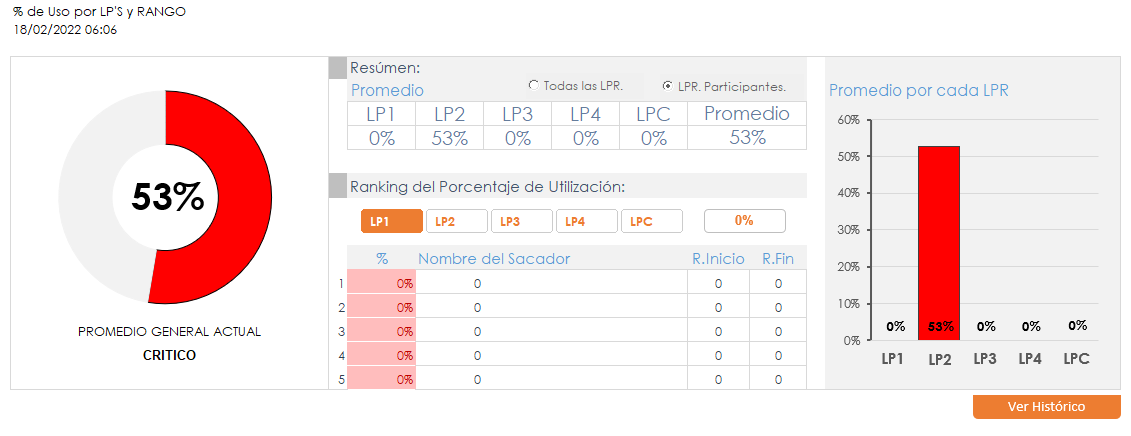 % de Uso por LP'S y RANGO
18/02/2022 06:06
53%
PROMEDIO GENERAL ACTUAL
CRITICO
Resúmen:
Promedio
Todas las LPR.
LPR. Participantes.
LP1 LP2 LP3 LP4 LPC Promedio
0% 53% 0% 0% 0% 53%
Ranking del Porcentaje de Utilización:
LP1 LP2 LP3 LP4 LPC 0%
% Nombre del Sacador R.Inicio R.Fin
1 0% 0 0 0
2 0% 0 0 0
3 0% 0 0 0
4 0% 0 0 0
5 0% 0 0 0
Promedio por cada LPR
60%
50%
40%
30%
20%
10%
0%
0% 53% 0% 0% 0%
LP1 LP2 LP3 LP4 LPC
Ver Histórico